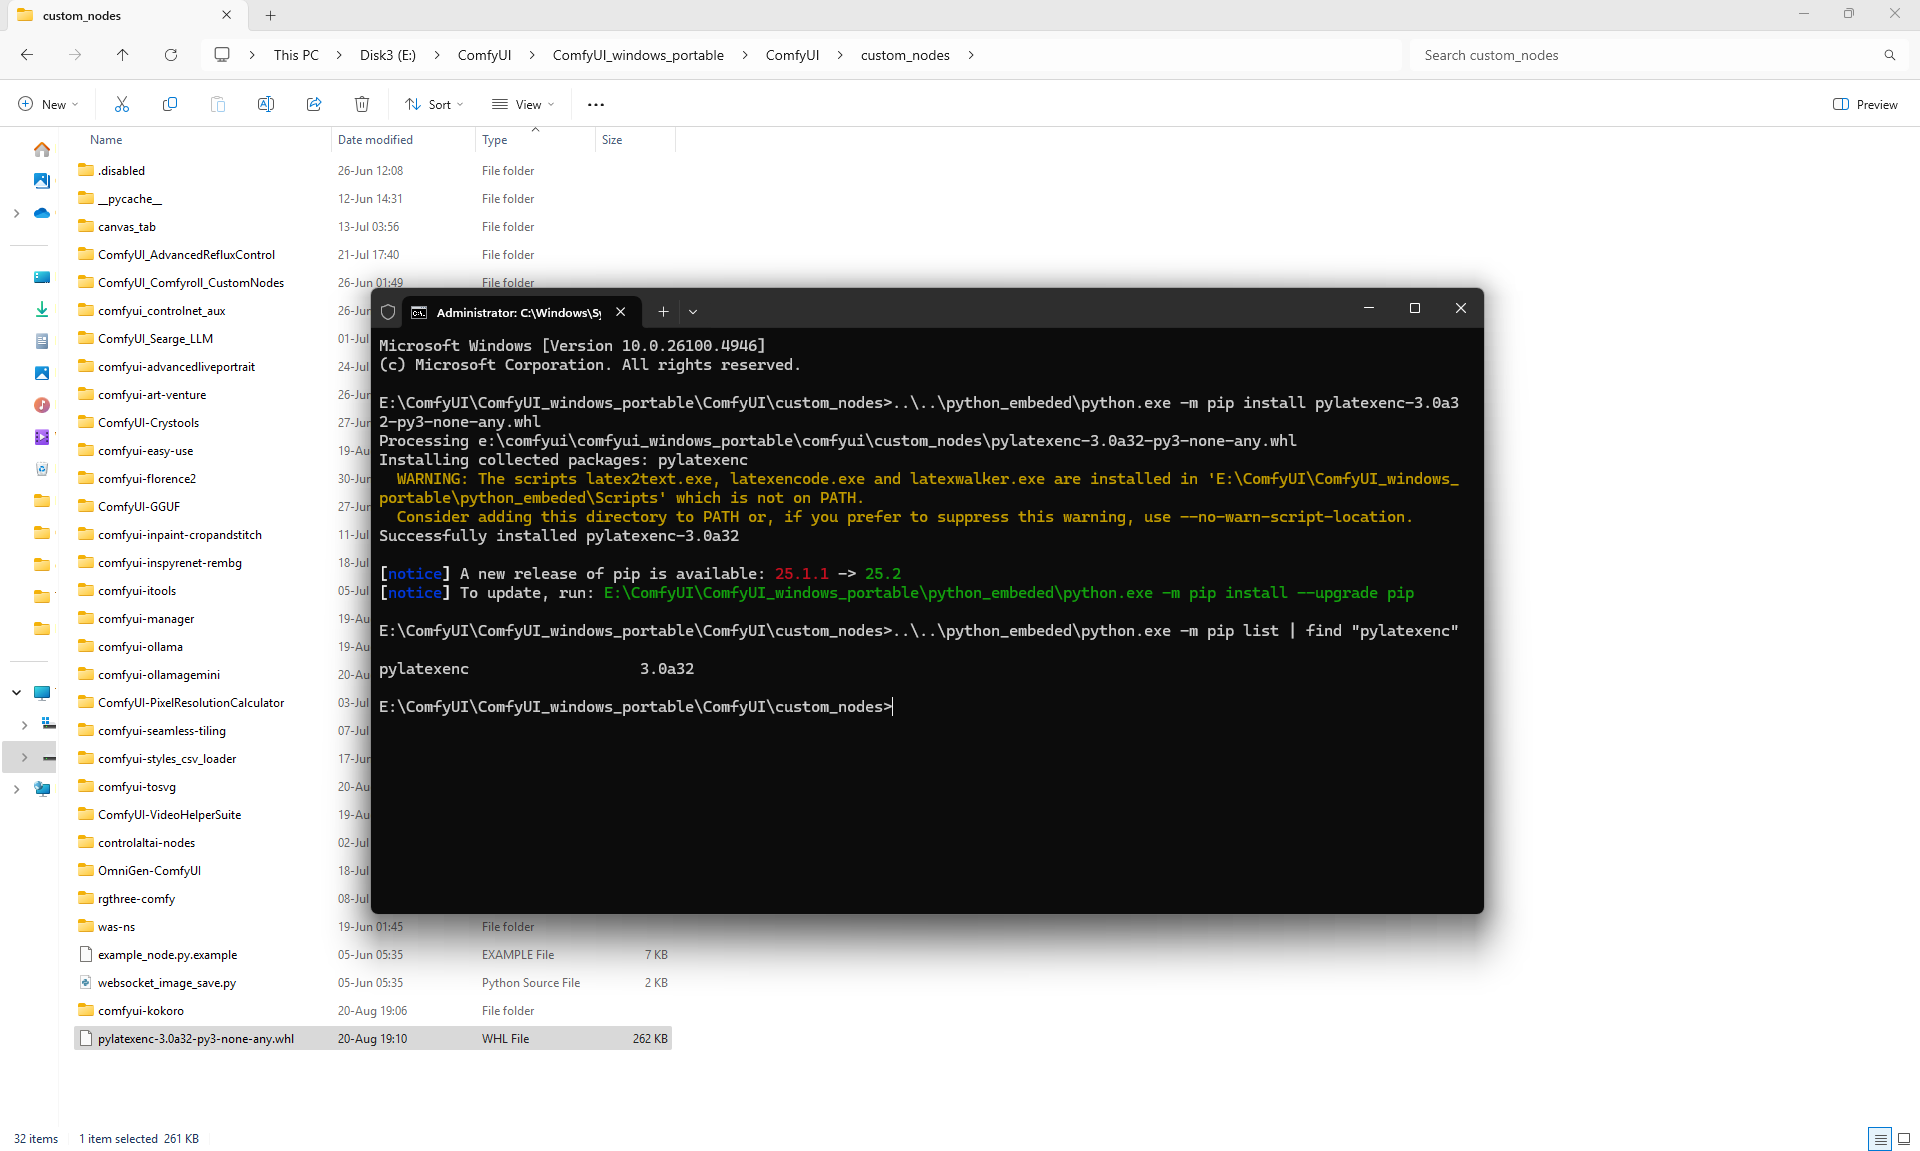 custom_nodes
This PC > Disk3 (E:) > ComfyUI > ComfyUI_windows_portable > ComfyUI > custom_nodes >
Search custom_nodes
New
Sort
View
Preview
Name Date modified Type Size
.disabled 26-Jun 12:08 File folder
__pycache__ 12-Jun 14:31 File folder
canvas_tab 13-Jul 03:56 File folder
ComfyUI_AdvancedRefluxControl 21-Jul 17:40 File folder
ComfyUI_Comfyroll_CustomNodes 26-Jun 01:49 File folder
comfyui_controlnet_aux 26-Jun
ComfyUI_Searge_LLM 01-Jul
comfyui-advancedliveportrait 24-Jul
comfyui-art-venture 26-Jun
ComfyUI-Crystools 27-Jun
comfyui-easy-use 19-Au
comfyui-florence2 30-Jun
ComfyUI-GGUF 27-Jun
comfyui-inpaint-cropandstitch 11-Jul
comfyui-inspyrenet-rembg 18-Jul
comfyui-itools 05-Jul
comfyui-manager 19-Au
comfyui-ollama 19-Au
comfyui-ollamagemini 20-Au
ComfyUI-PixelResolutionCalculator 03-Jul
comfyui-seamless-tiling 07-Jul
comfyui-styles_csv_loader 17-Jun
comfyui-tosvg 20-Au
ComfyUI-VideoHelperSuite 19-Au
controlaltai-nodes 02-Jul
OmniGen-ComfyUI 18-Jul
rgthree-comfy 08-Jul
was-ns 19-Jun 01:45 File folder
example_node.py.example 05-Jun 05:35 EXAMPLE File 7 KB
websocket_image_save.py 05-Jun 05:35 Python Source File 2 KB
comfyui-kokoro 20-Aug 19:06 File folder
pylatexenc-3.0a32-py3-none-any.whl 20-Aug 19:10 WHL File 262 KB
32 items 1 item selected 261 KB
Administrator: C:\Windows\Sy
Microsoft Windows [Version 10.0.26100.4946]
(c) Microsoft Corporation. All rights reserved.
E:\ComfyUI\ComfyUI_windows_portable\ComfyUI\custom_nodes>..\..\python_embeded\python.exe -m pip install pylatexenc-3.0a3
2-py3-none-any.whl
Processing e:\comfyui\comfyui_windows_portable\comfyui\custom_nodes\pylatexenc-3.0a32-py3-none-any.whl
Installing collected packages: pylatexenc
WARNING: The scripts latex2text.exe, latexencode.exe and latexwalker.exe are installed in 'E:\ComfyUI\ComfyUI_windows_
portable\python_embeded\Scripts' which is not on PATH.
Consider adding this directory to PATH or, if you prefer to suppress this warning, use --no-warn-script-location.
Successfully installed pylatexenc-3.0a32
[notice] A new release of pip is available: 25.1.1 -> 25.2
[notice] To update, run: E:\ComfyUI\ComfyUI_windows_portable\python_embeded\python.exe -m pip install --upgrade pip
E:\ComfyUI\ComfyUI_windows_portable\ComfyUI\custom_nodes>..\..\python_embeded\python.exe -m pip list | find "pylatexenc"
pylatexenc 3.0a32
E:\ComfyUI\ComfyUI_windows_portable\ComfyUI\custom_nodes>